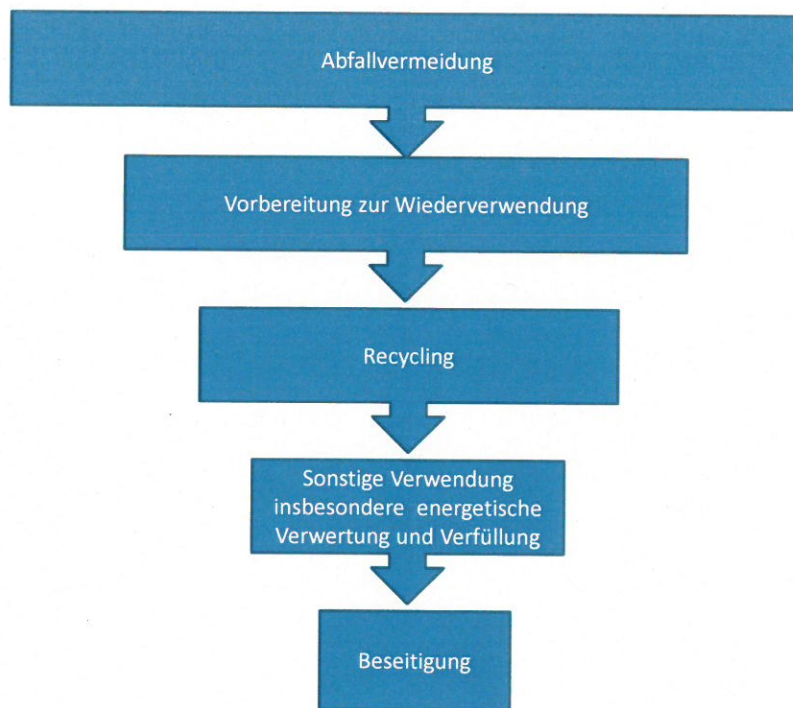 Abfallvermeidung
Vorbereitung zur Wiederverwendung
Recycling
Sonstige Verwendung
insbesondere energetische
Verwertung und Verfüllung
Beseitigung